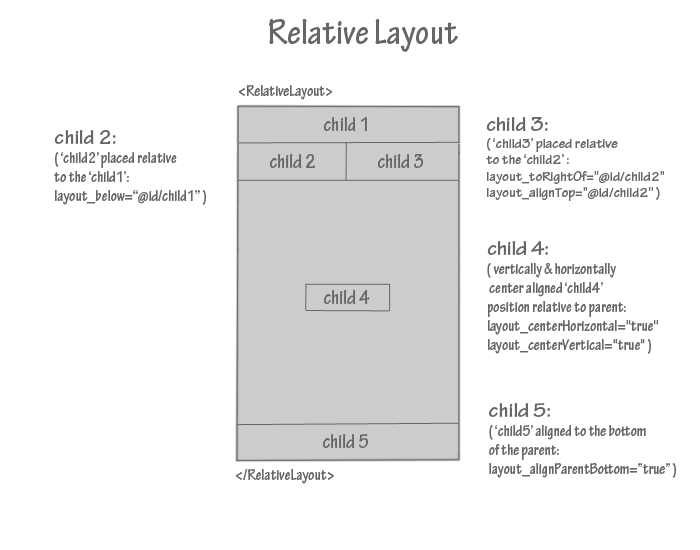 Relative Layout
<RelativeLayout>
child 1
child 2
child 3
child 4
child 5
</RelativeLayout>
child 2:
( ‘child2’ placed relative
to the ‘child1’:
layout_below=“@id/child1” )
child 3:
( ‘child3’ placed relative
to the ‘child2’ :
layout_toRightOf="@id/child2"
layout_alignTop="@id/child2" )
child 4:
( vertically & horizontally
center aligned ‘child4’
position relative to parent:
layout_centerHorizontal="true"
layout_centerVertical="true" )
child 5:
( ‘child5’ aligned to the bottom
of the parent:
layout_alignParentBottom=”true” )